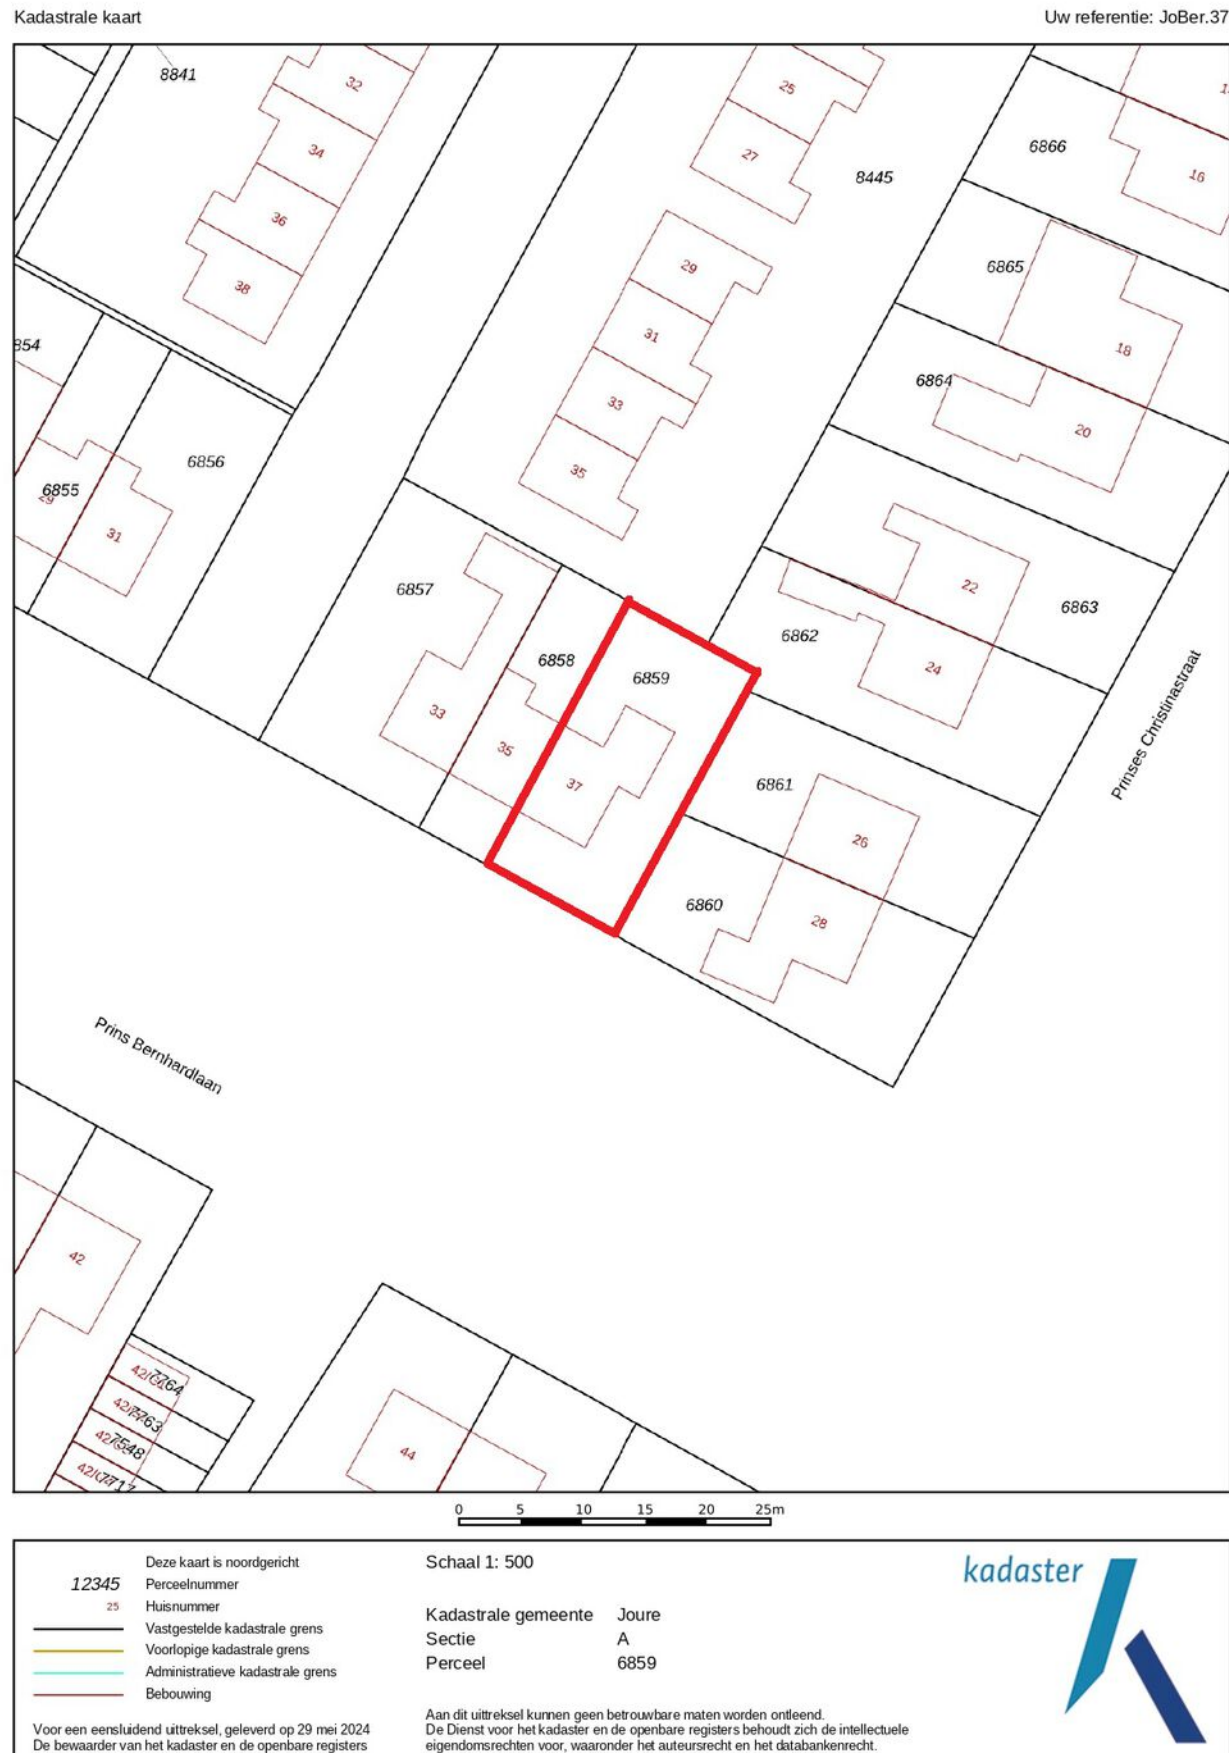 Kadastrale kaart
Uw referentie: JoBer.37
8841
32
25
6866
16
34
27
8445
36
6865
29
38
31
18
854
6864
33
20
6856
35
6855
29
31
6857
22
6863
6862
6858
24
6859
33
35
37
6861
26
6860
28
Prinses Christinastraat
Prins Bernhardlaan
42
7764
7763
7548
7717
44
0 5 10 15 20 25m
Deze kaart is noordgericht
12345 Perceelnummer
25 Huisnummer
Vastgestelde kadastrale grens
Voorlopige kadastrale grens
Administratieve kadastrale grens
Bebouwing
Voor een eensluidend uittreksel, geleverd op 29 mei 2024
De bewaarder van het kadaster en de openbare registers
Schaal 1: 500
Kadastrale gemeente Joure
Sectie A
Perceel 6859
Aan dit uittreksel kunnen geen betrouwbare maten worden ontleend.
De Dienst voor het kadaster en de openbare registers behoudt zich de intellectuele
eigendomsrechten voor, waaronder het auteursrecht en het databankenrecht.
kadaster